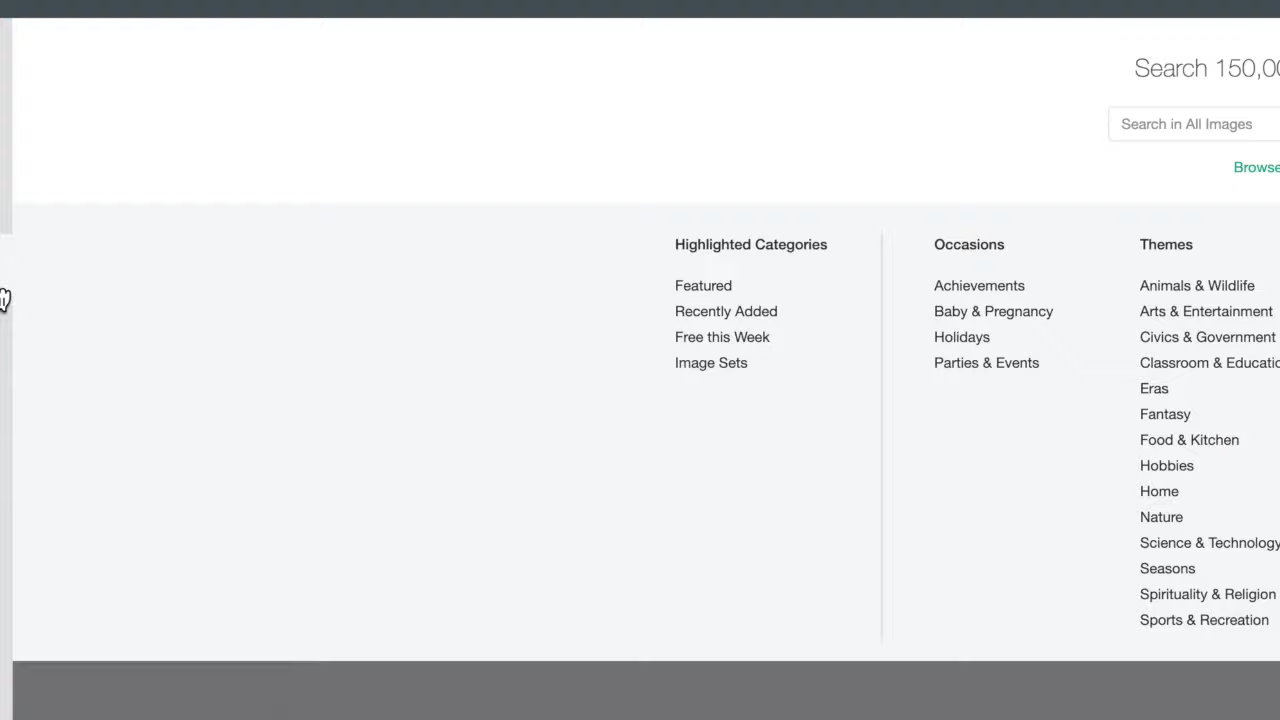 Search 150,00
Search in All Images
Browse
Highlighted Categories
Featured
Recently Added
Free this Week
Image Sets
Occasions
Achievements
Baby & Pregnancy
Holidays
Parties & Events
Themes
Animals & Wildlife
Arts & Entertainment
Civics & Government
Classroom & Educatio
Eras
Fantasy
Food & Kitchen
Hobbies
Home
Nature
Science & Technology
Seasons
Spirituality & Religion
Sports & Recreation